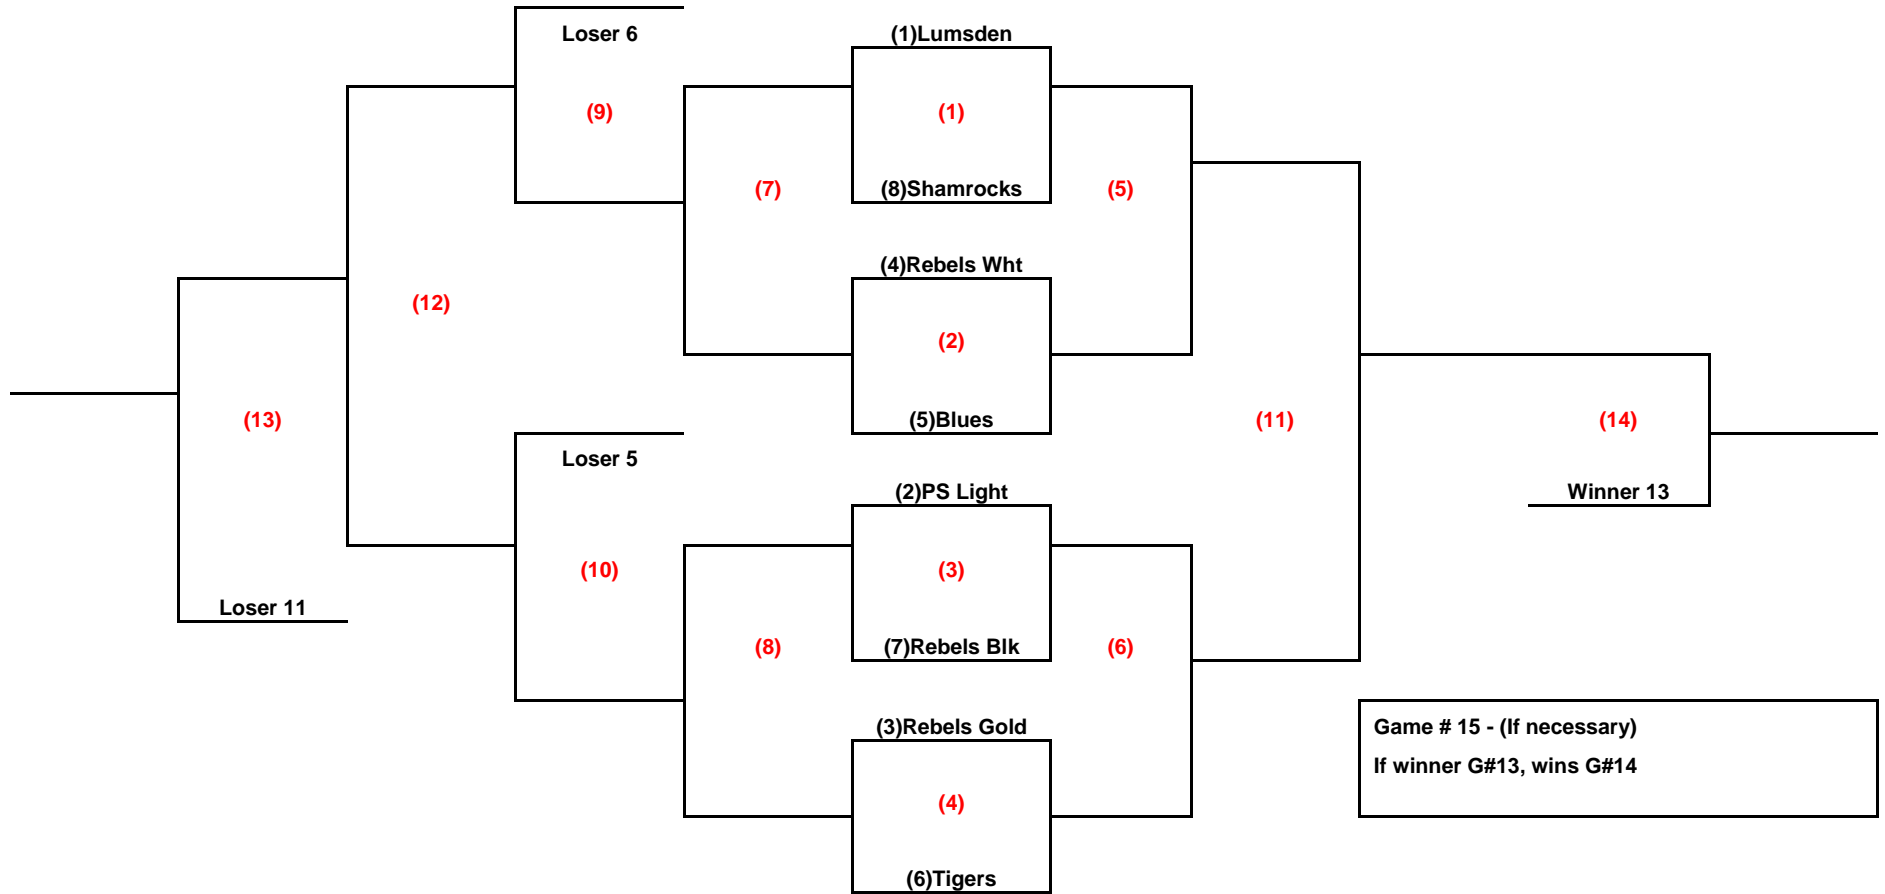 Loser 6
(1)Lumsden
(9)
(1)
(7)
(8)Shamrocks
(5)
(4)Rebels Wht
(12)
(2)
(13)
(5)Blues
(11)
(14)
Loser 5
(2)PS Light
Winner 13
(10)
(3)
Loser 11
(8)
(7)Rebels Blk
(6)
(3)Rebels Gold
Game # 15 - (If necessary)
If winner G#13, wins G#14
(4)
(6)Tigers